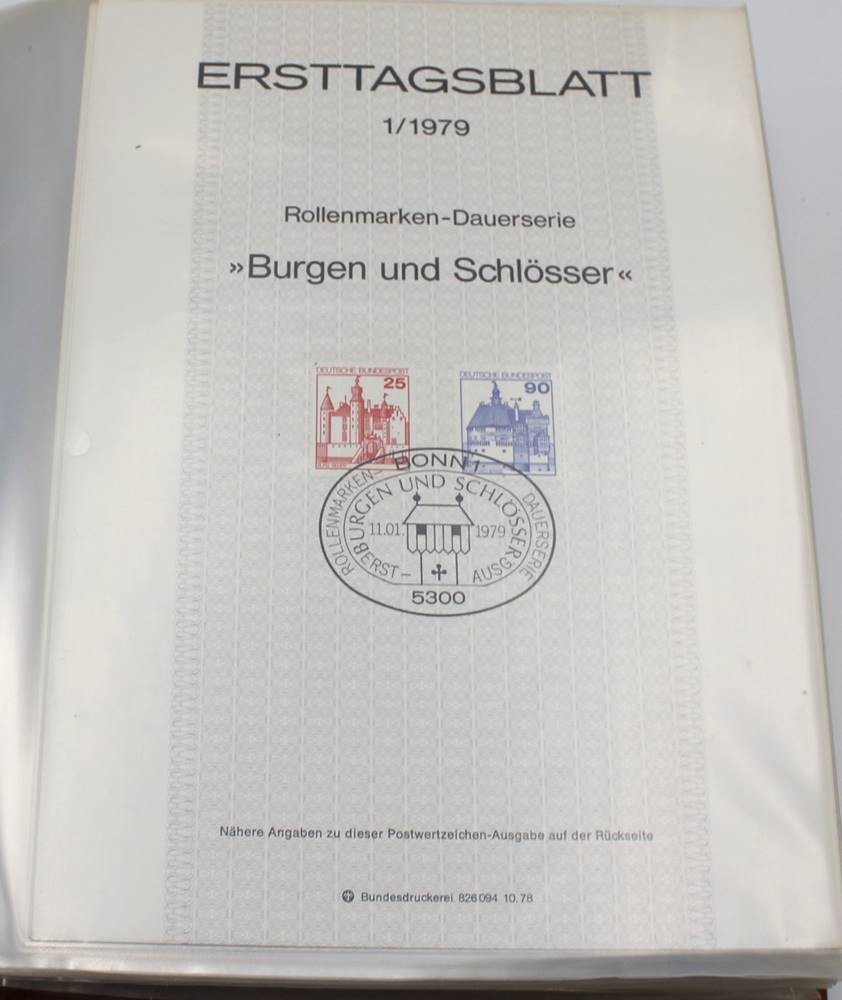 ERSTTAGSBLATT
1/1979
Rollenmarken-Dauerserie
»Burgen und Schlösser«
DEUTSCHE BUNDESPOST
25
DEUTSCHE BUNDESPOST
90
BONN 1
ROLLENMARKEN- DAUERSERIE
BURGEN UND SCHLÖSSER
11.01. 1979
ERST- AUSG.
5300
Nähere Angaben zu dieser Postwertzeichen-Ausgabe auf der Rückseite
Bundesdruckerei 826094 10.78